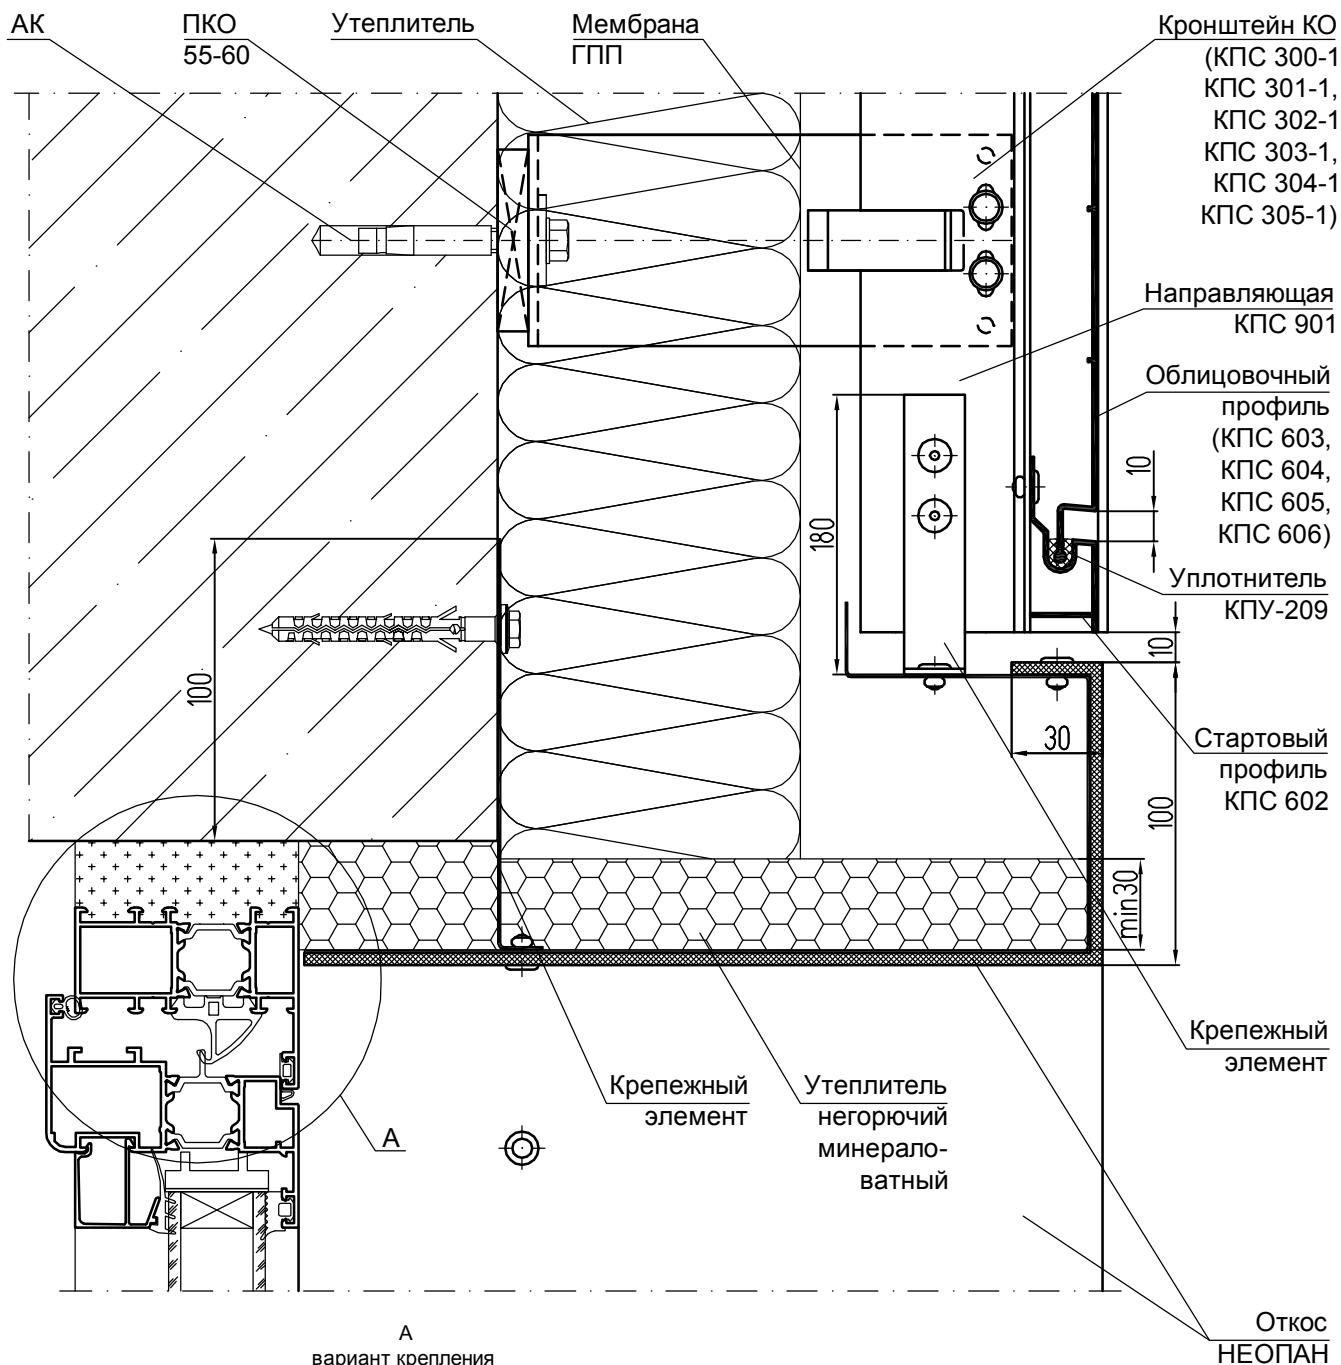 АК
ПКО
55-60
Утеплитель
Мембрана
ГПП
Кронштейн КО
(КПС 300-1
КПС 301-1,
КПС 302-1
КПС 303-1,
КПС 304-1
КПС 305-1)
Направляющая
КПС 901
Облицовочный
профиль
(КПС 603,
КПС 604,
КПС 605,
КПС 606)
10
180
100
Уплотнитель
КПУ-209
10
30
Стартовый
профиль
КПС 602
100
min30
Крепежный
элемент
Крепежный
элемент
Утеплитель
негорючий
минерало-
ватный
А
Откос
НЕОПАН
А
вариант крепления